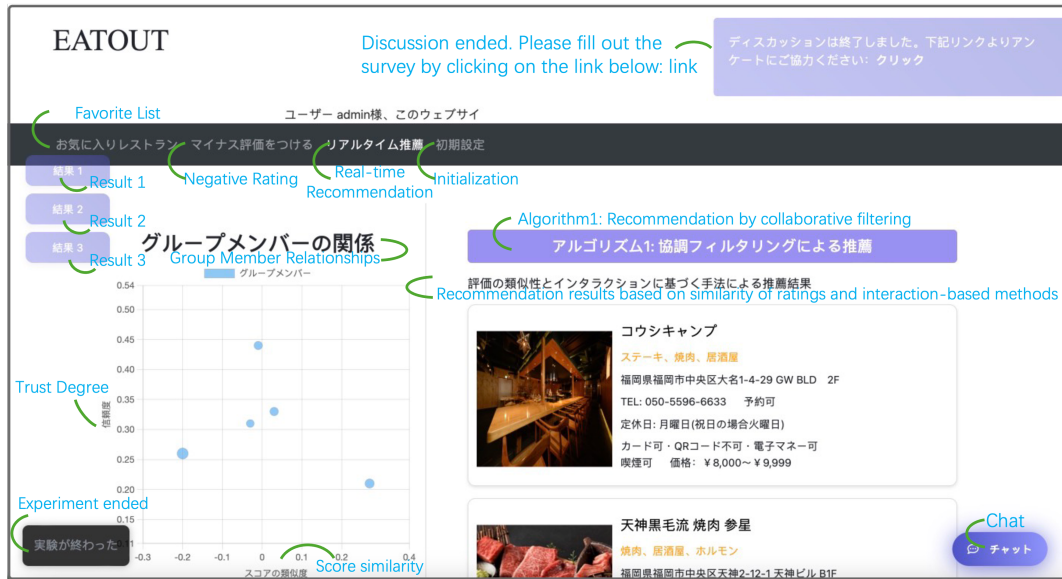 EATOUT
Discussion ended. Please fill out the
survey by clicking on the link below: link
ディスカッションは終了しました。下記リンクよりアン
ケートにご協力ください: クリック
Favorite List
ユーザー admin様、このウェブサイ
お気に入りレストラン マイナス評価をつける リアルタイム推薦 初期設定
Negative Rating
Real-time
Recommendation
Initialization
結果 1
Result 1
結果 2
Result 2
結果 3
Result 3
グループメンバーの関係
Group Member Relationships
グループメンバー
0.54
0.50
0.45
0.40
0.35
0.30
0.25
0.20
0.15
Trust Degree
信頼度
-0.3 -0.2 -0.1 0 0.1 0.2 0.4
スコアの類似度
Score similarity
Experiment ended
実験が終わった
Algorithm1: Recommendation by collaborative filtering
アルゴリズム1: 協調フィルタリングによる推薦
評価の類似性とインタラクションに基づく手法による推薦結果
Recommendation results based on similarity of ratings and interaction-based methods
コウシキャンプ
ステーキ、焼肉、居酒屋
福岡県福岡市中央区大名1-4-29 GW BLD 2F
TEL: 050-5596-6633 予約可
定休日: 月曜日(祝日の場合火曜日)
カード可・QRコード不可・電子マネー可
喫煙可 価格: ￥8,000～￥9,999
天神黒毛流 焼肉 参星
焼肉、居酒屋、ホルモン
福岡県福岡市中央区天神2-12-1 天神ビル B1F
Chat
チャット